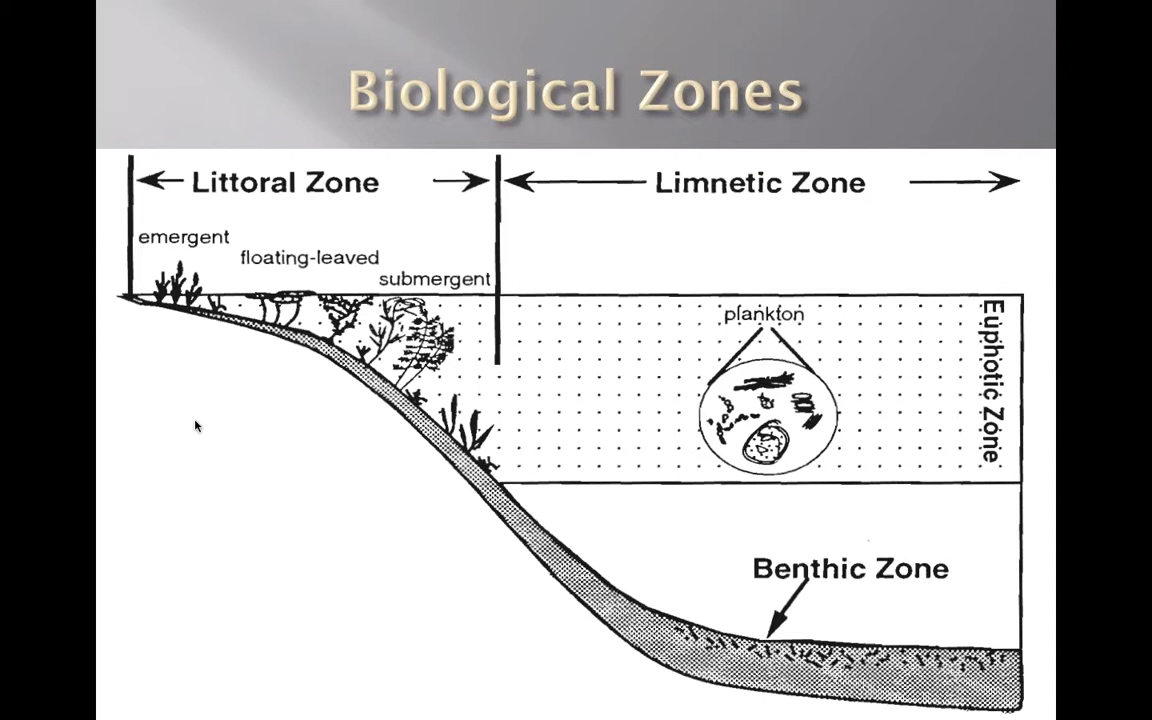 Biological Zones
Littoral Zone
Limnetic Zone
emergent
floating-leaved
submergent
plankton
Euphotic Zone
Benthic Zone